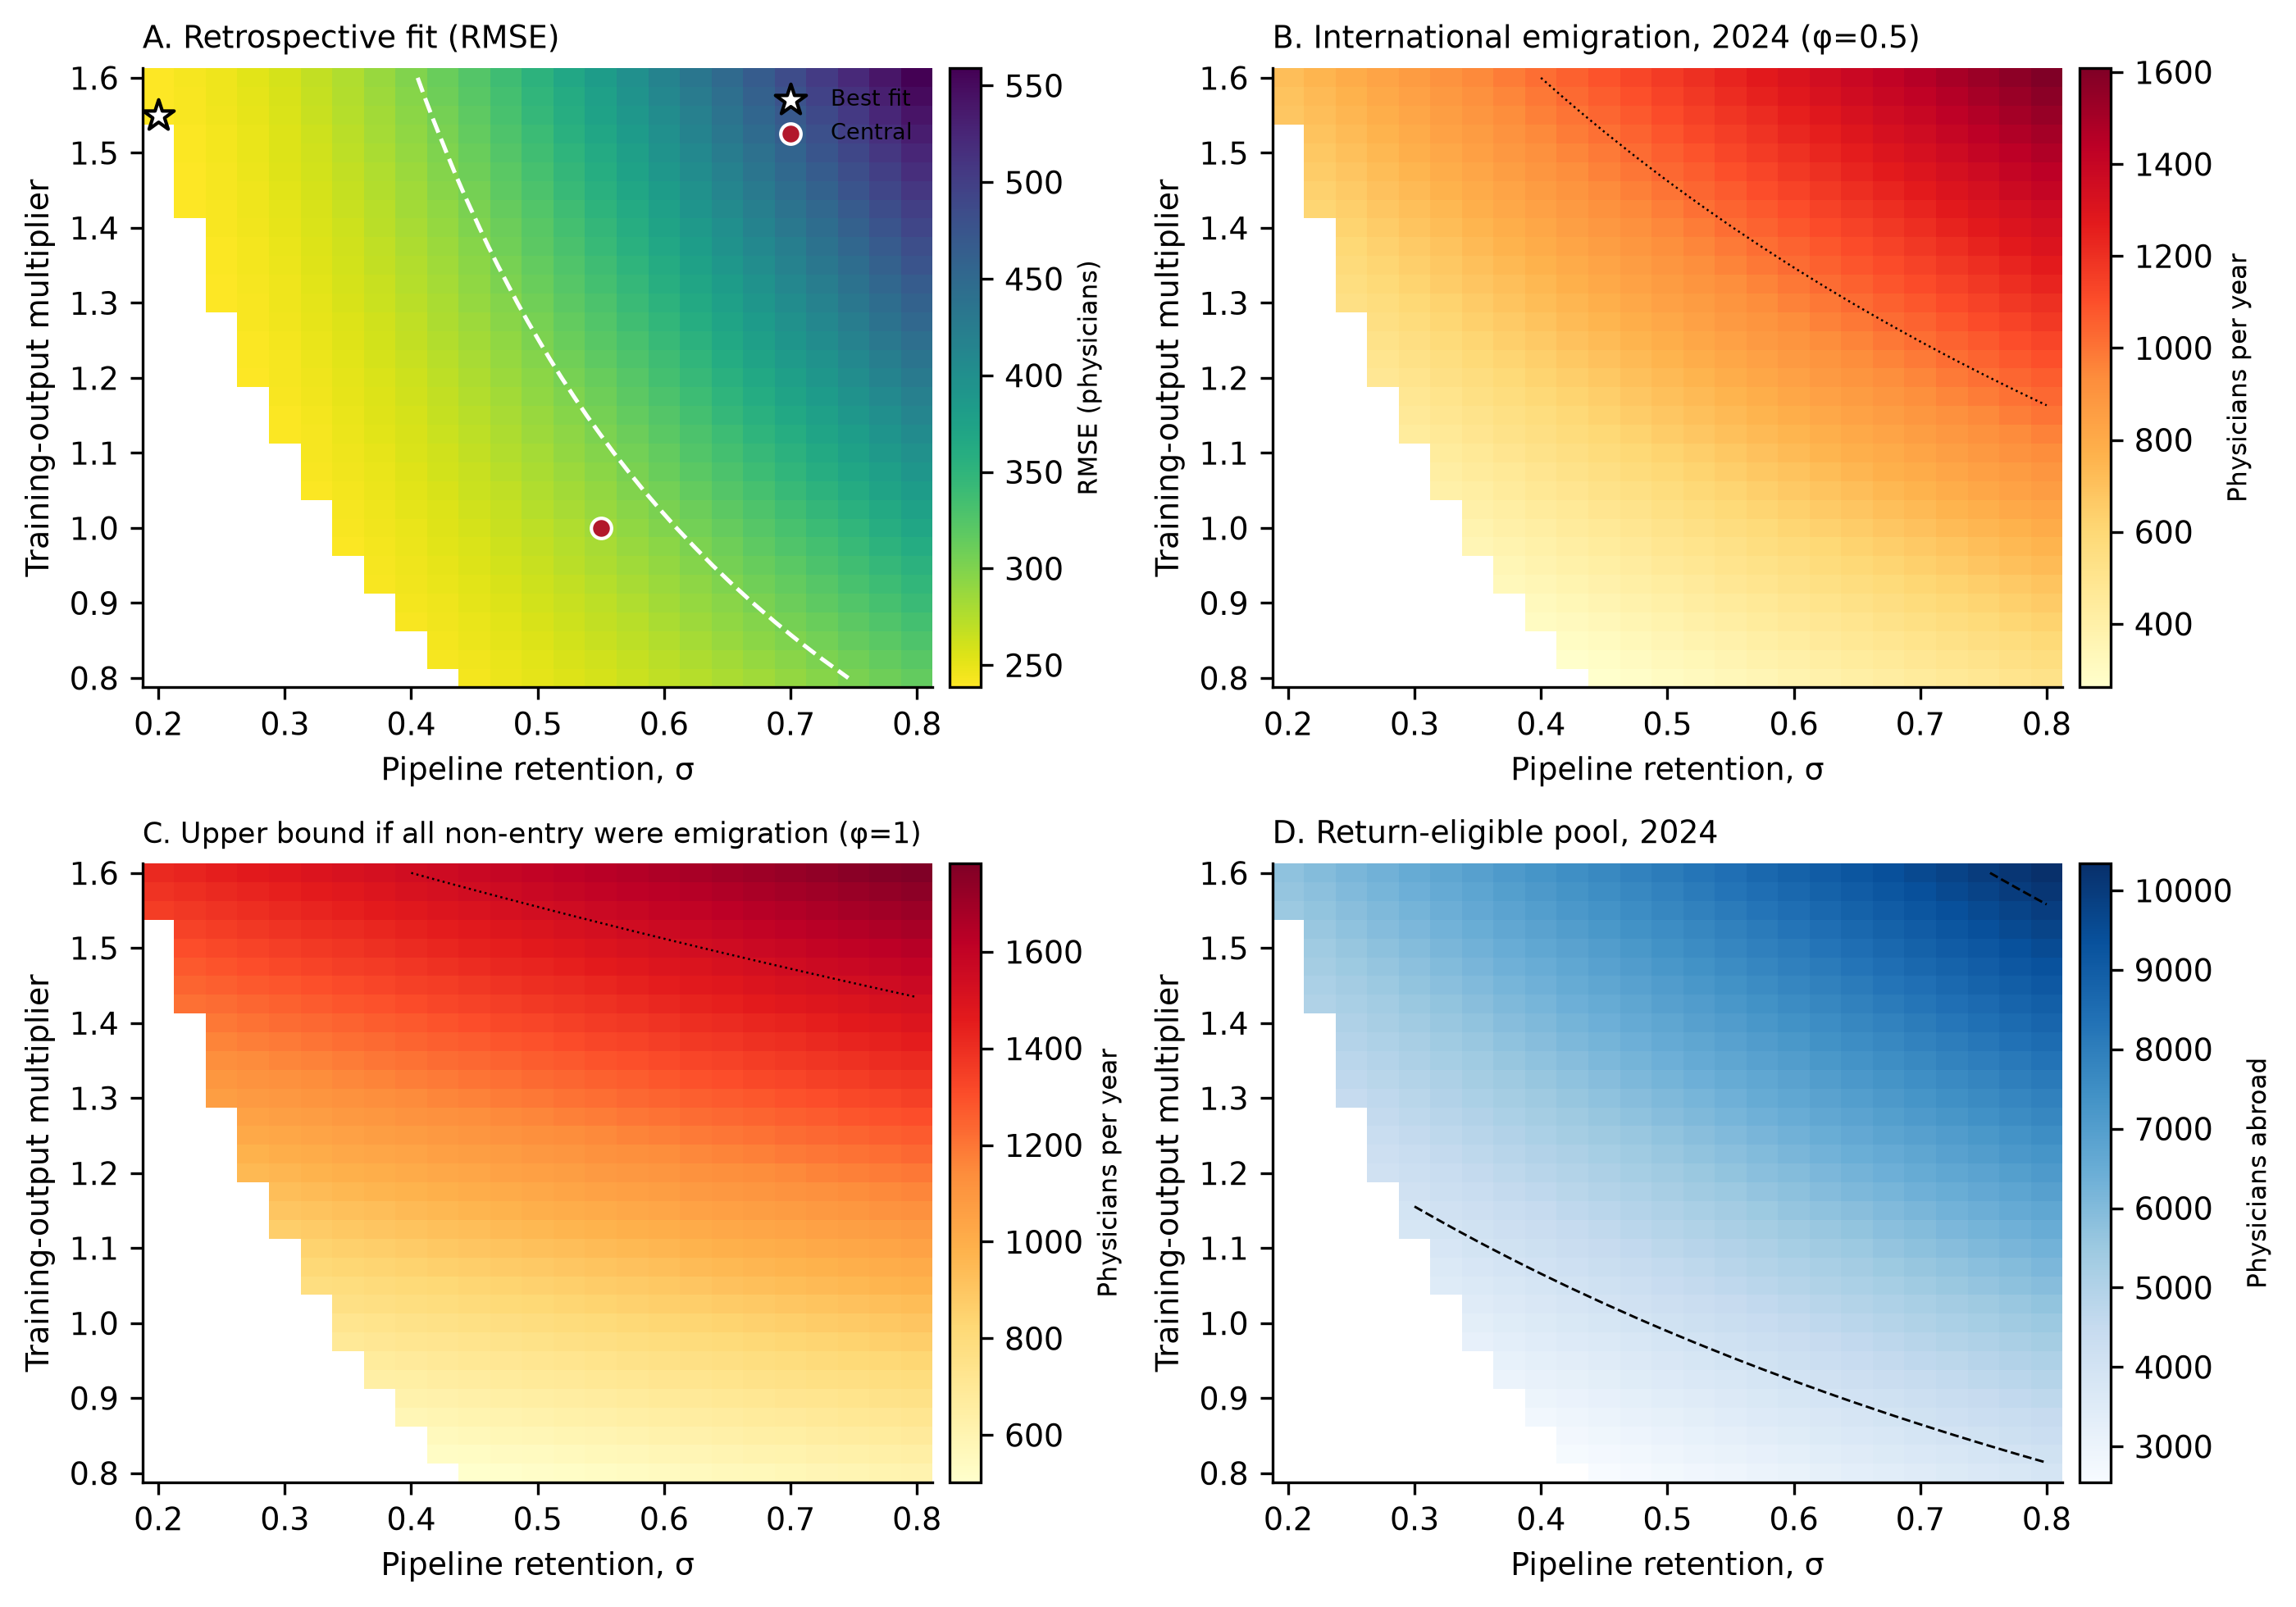 A. Retrospective fit (RMSE)
Training-output multiplier
1.6
1.5
1.4
1.3
1.2
1.1
1.0
0.9
0.8
Best fit
Central
0.2 0.3 0.4 0.5 0.6 0.7 0.8
Pipeline retention, σ
550
500
450
400
350
300
250
RMSE (physicians)
B. International emigration, 2024 (φ=0.5)
Training-output multiplier
1.6
1.5
1.4
1.3
1.2
1.1
1.0
0.9
0.8
0.2 0.3 0.4 0.5 0.6 0.7 0.8
Pipeline retention, σ
1600
1400
1200
1000
800
600
400
Physicians per year
C. Upper bound if all non-entry were emigration (φ=1)
Training-output multiplier
1.6
1.5
1.4
1.3
1.2
1.1
1.0
0.9
0.8
0.2 0.3 0.4 0.5 0.6 0.7 0.8
Pipeline retention, σ
1600
1400
1200
1000
800
600
Physicians per year
D. Return-eligible pool, 2024
Training-output multiplier
1.6
1.5
1.4
1.3
1.2
1.1
1.0
0.9
0.8
0.2 0.3 0.4 0.5 0.6 0.7 0.8
Pipeline retention, σ
10000
9000
8000
7000
6000
5000
4000
3000
Physicians abroad